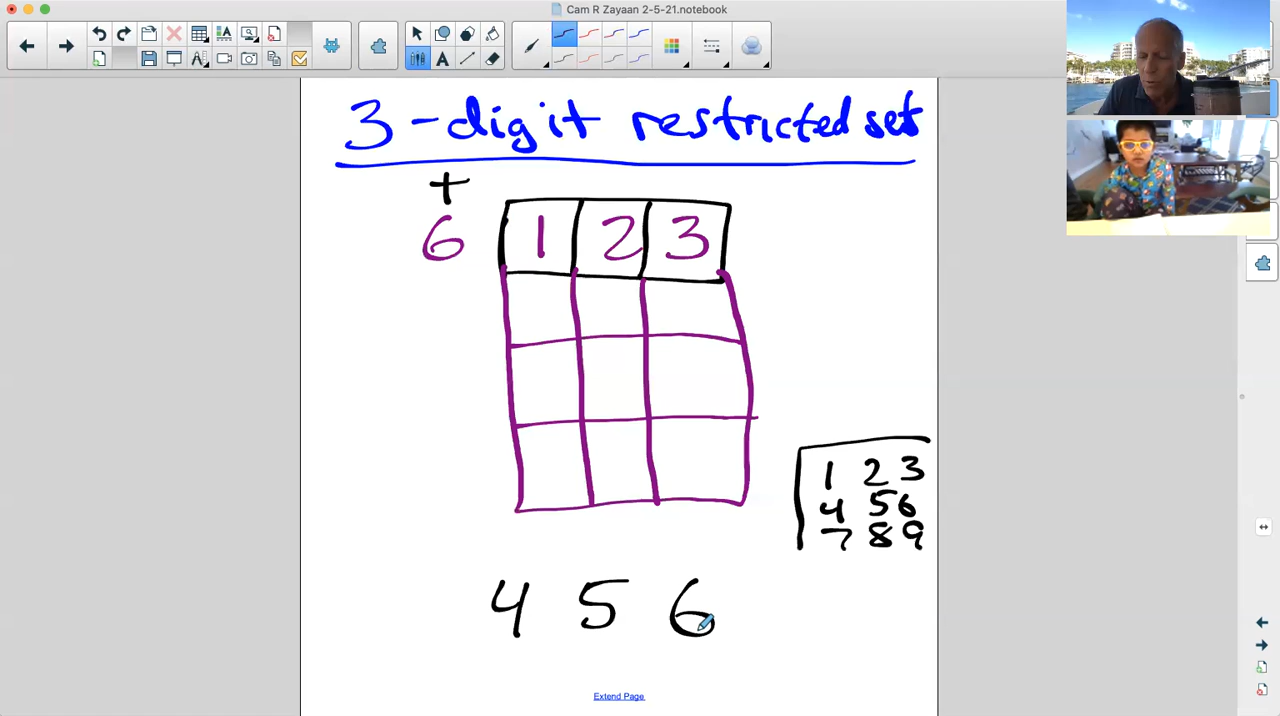 Cam R Zayaan 2-5-21.notebook
3-digit restricted set
+
6 1 2 3
1 2 3
4 5 6
7 8 9
4 5 6
Extend Page